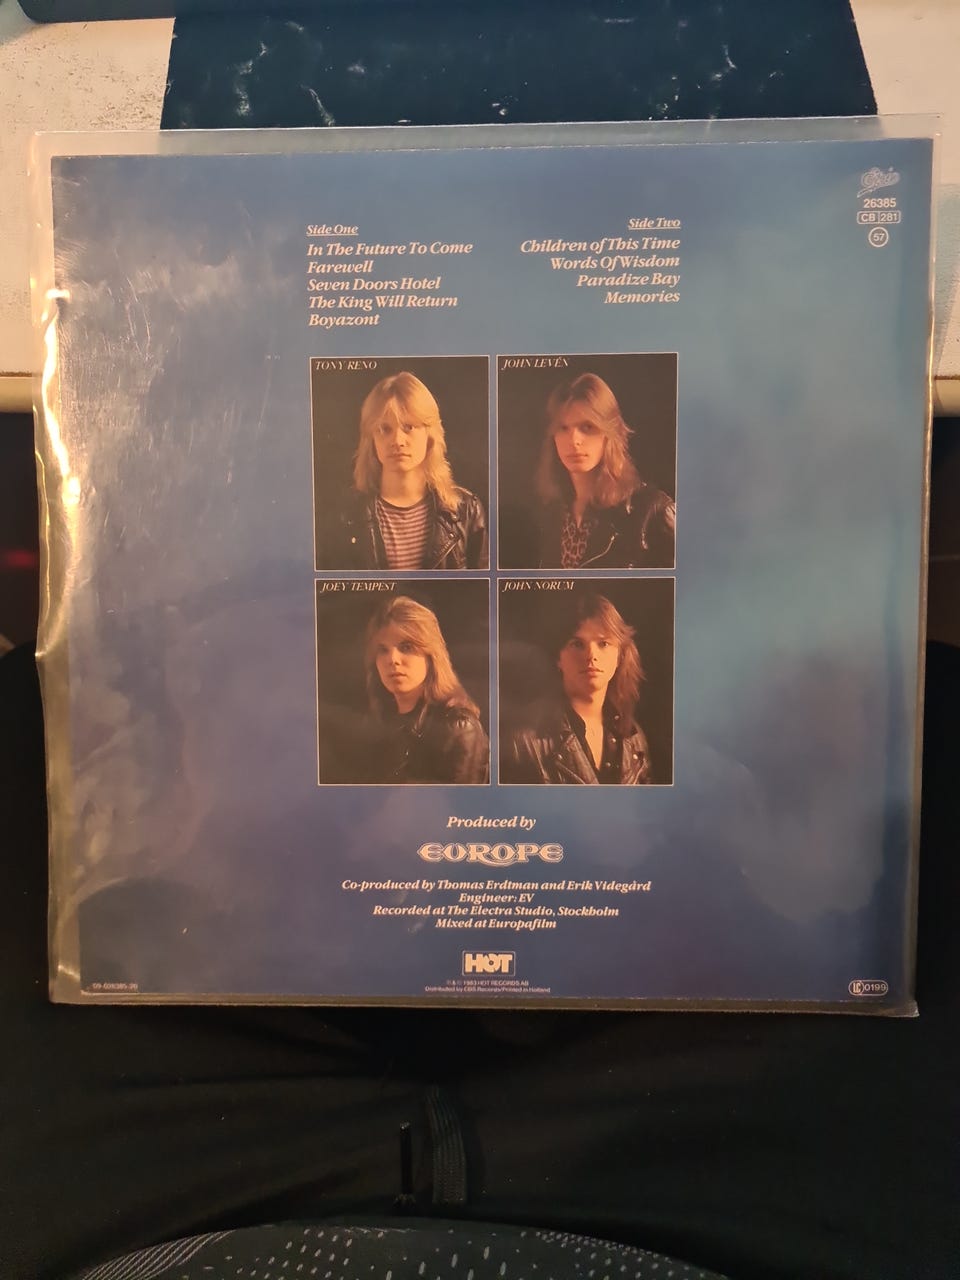 Epic
26385
CB 281
57
Side One
In The Future To Come
Farewell
Seven Doors Hotel
The King Will Return
Boyazont
Side Two
Children of This Time
Words Of Wisdom
Paradize Bay
Memories
TONY RENO
JOHN LEVÉN
JOEY TEMPEST
JOHN NORUM
Produced by
EUROPE
Co-produced by Thomas Erdtman and Erik Videgård
Engineer: EV
Recorded at The Electra Studio, Stockholm
Mixed at Europafilm
HOT
℗ & © 1983 HOT RECORDS AB
Distributed by CBS Records/Printed in Holland
09-026385-20
LC 0199